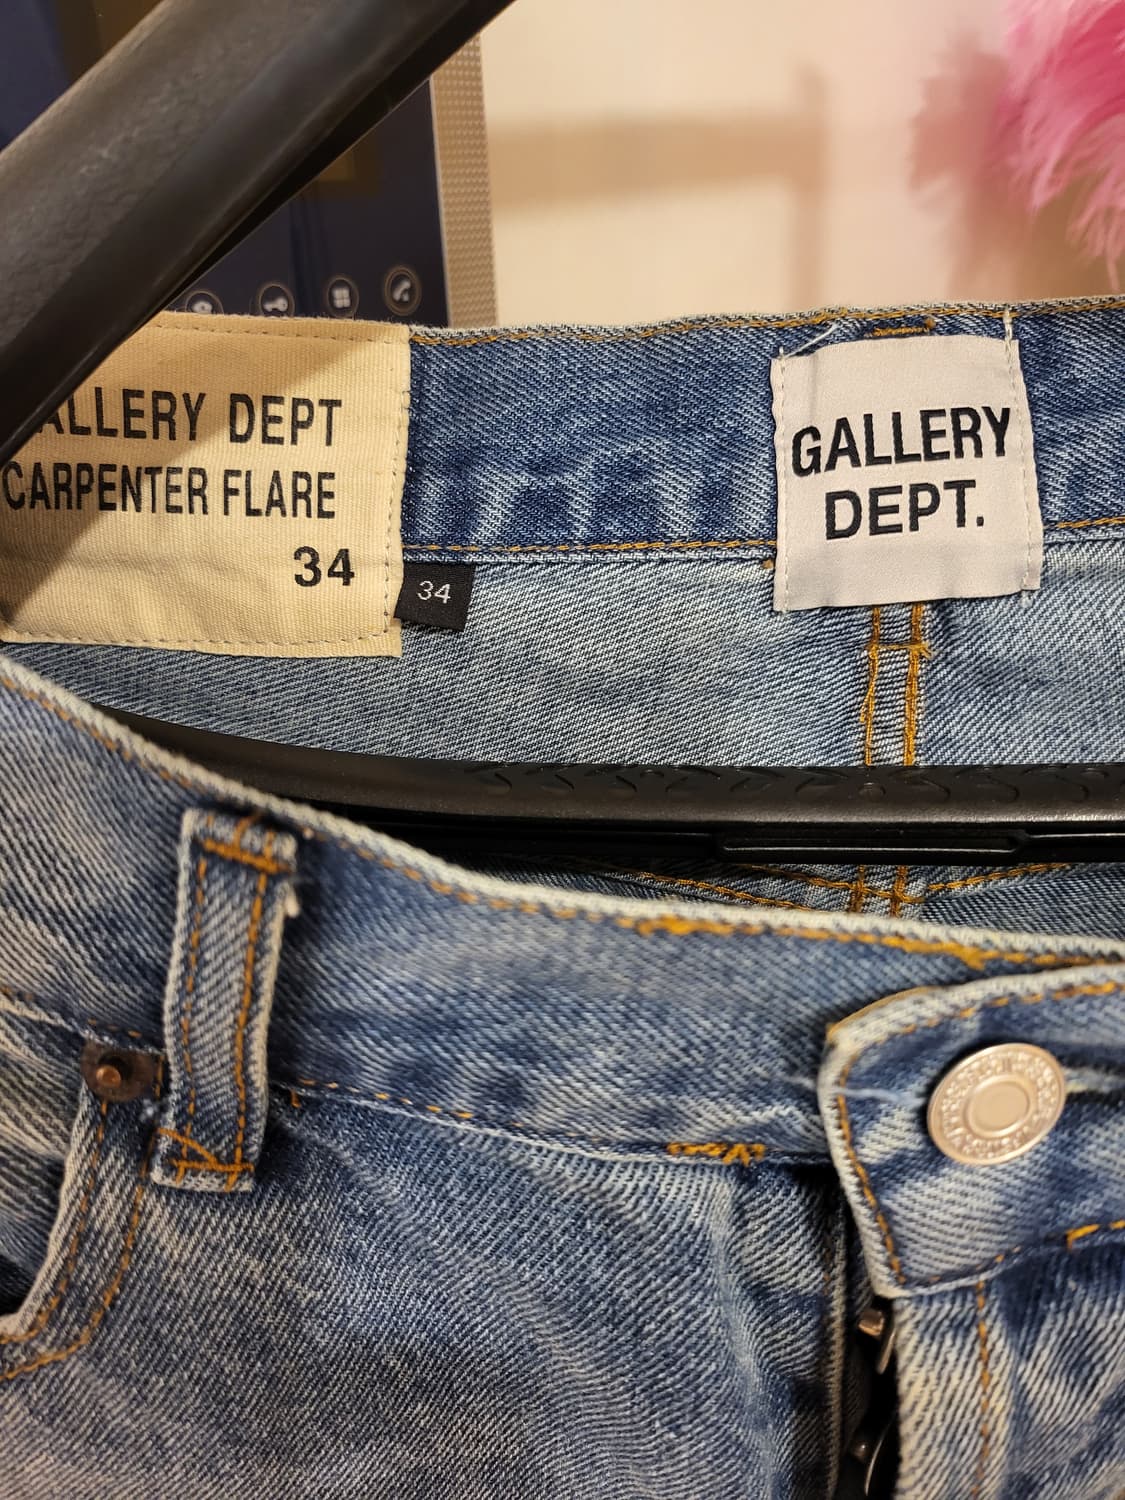 ALLERY DEPT
CARPENTER FLARE
34
34
GALLERY
DEPT.